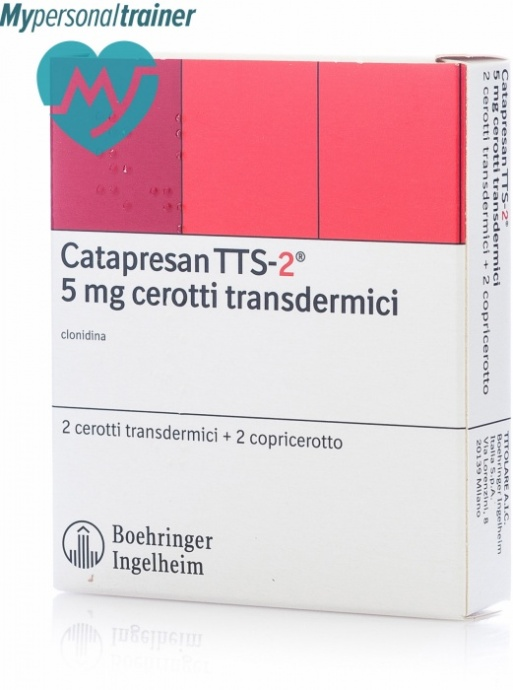 Mypersonaltrainer
Catapresan TTS-2®
5 mg cerotti transdermici
clonidina
2 cerotti transdermici + 2 copricerotto
Boehringer
Ingelheim
Catapresan TTS-2®
5 mg cerotti transdermici
2 cerotti transdermici + 2 copricerotto
TITOLARE A.I.C.
Boehringer Ingelheim
Italia S.p.A.
Via Lorenzini, 8
20139 Milano